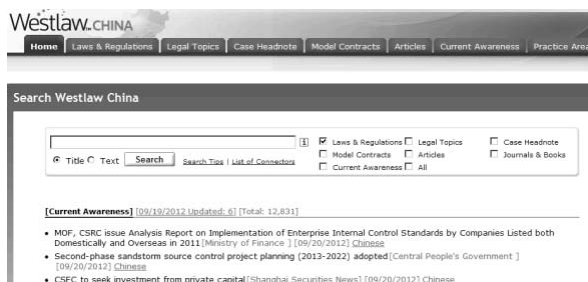 Westlaw.CHINA
Home Laws & Regulations Legal Topics Case Headnote Model Contracts Articles Current Awareness Practice Area
Search Westlaw China
Laws & Regulations Legal Topics Case Headnote
Title Text Search Search Tips | List of Connectors Model Contracts Articles Journals & Books
Current Awareness All
[Current Awareness] [09/19/2012 Updated: 6] [Total: 12,831]
• MOF, CSRC issue Analysis Report on Implementation of Enterprise Internal Control Standards by Companies Listed both
Domestically and Overseas in 2011 [Ministry of Finance ] [09/20/2012] Chinese
• Second-phase sandstorm source control project planning (2013-2022) adopted [Central People's Government ]
[09/20/2012] Chinese
• CSFC to seek investment from private capital [Shanghai Securities News] [09/20/2012] Chinese